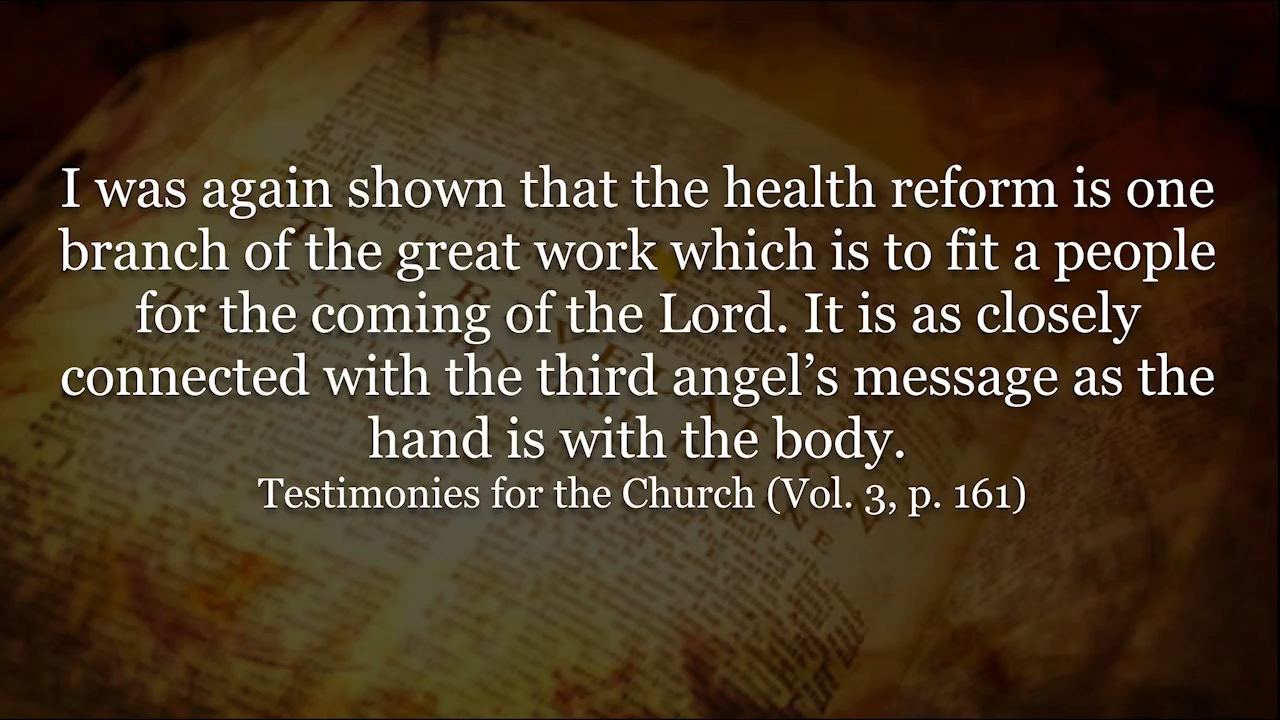 I was again shown that the health reform is one
branch of the great work which is to fit a people
for the coming of the Lord. It is as closely
connected with the third angel’s message as the
hand is with the body.
Testimonies for the Church (Vol. 3, p. 161)